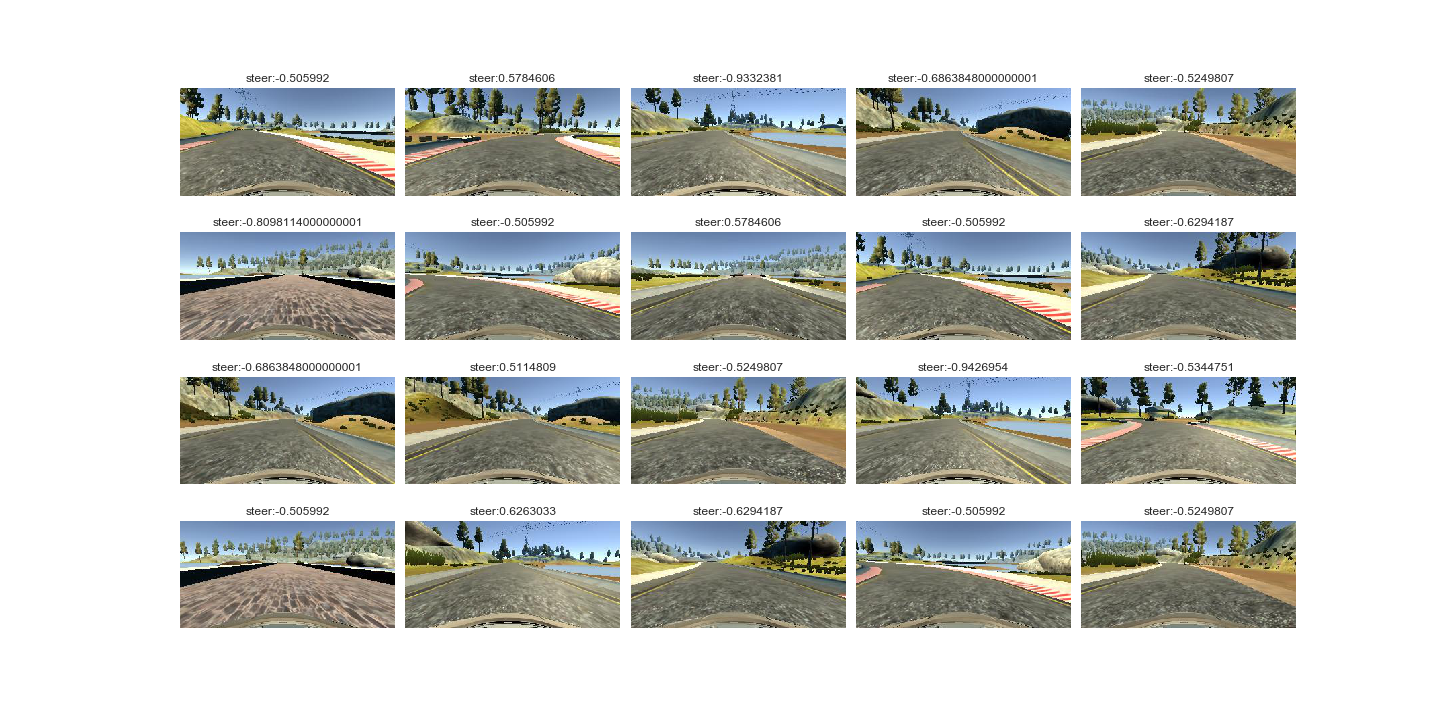 steer:-0.505992
steer:0.5784606
steer:-0.9332381
steer:-0.6863848000000001
steer:-0.5249807
steer:-0.8098114000000001
steer:-0.505992
steer:0.5784606
steer:-0.505992
steer:-0.6294187
steer:-0.6863848000000001
steer:0.5114809
steer:-0.5249807
steer:-0.9426954
steer:-0.5344751
steer:-0.505992
steer:0.6263033
steer:-0.6294187
steer:-0.505992
steer:-0.5249807